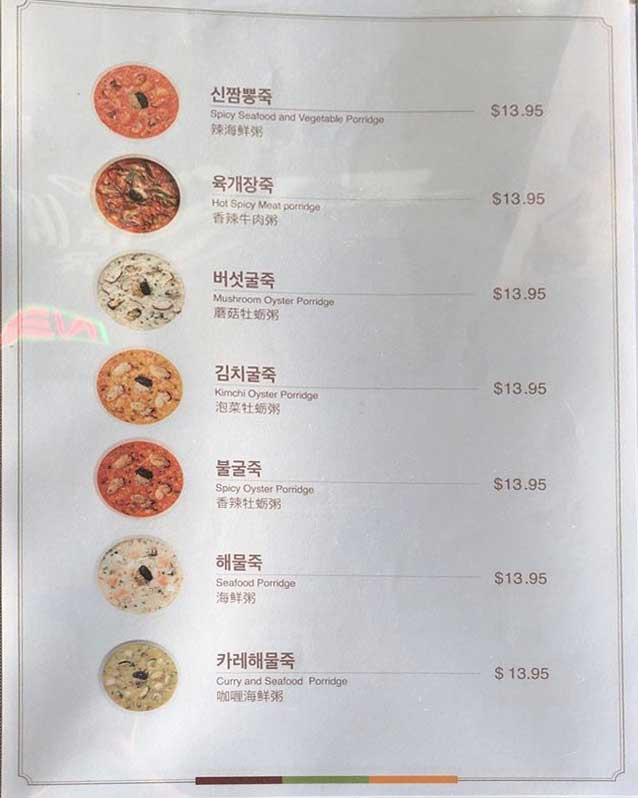 신짬뽕죽
Spicy Seafood and Vegetable Porridge
辣海鲜粥
$13.95
육개장죽
Hot Spicy Meat porridge
香辣牛肉粥
$13.95
버섯굴죽
Mushroom Oyster Porridge
蘑菇牡蛎粥
$13.95
김치굴죽
Kimchi Oyster Porridge
泡菜牡蛎粥
$13.95
불굴죽
Spicy Oyster Porridge
香辣牡蛎粥
$13.95
해물죽
Seafood Porridge
海鲜粥
$13.95
카레해물죽
Curry and Seafood Porridge
咖喱海鲜粥
$ 13.95